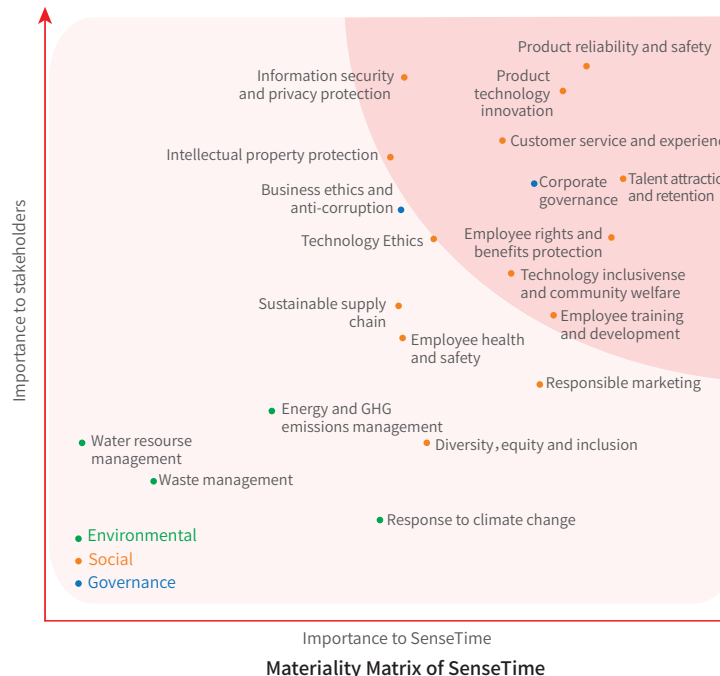 Product reliability and safety
Information security
and privacy protection
Product
technology
innovation
Customer service and experienc
Intellectual property protection
Business ethics and
anti-corruption
Corporate
governance
Talent attractio
and retention
Technology Ethics
Employee rights and
benefits protection
Technology inclusivense
and community welfare
Sustainable supply
chain
Employee training
and development
Employee health
and safety
Responsible marketing
Energy and GHG
emissions management
Water resourse
management
Diversity, equity and inclusion
Waste management
Response to climate change
Environmental
Social
Governance
Importance to stakeholders
Importance to SenseTime
Materiality Matrix of SenseTime